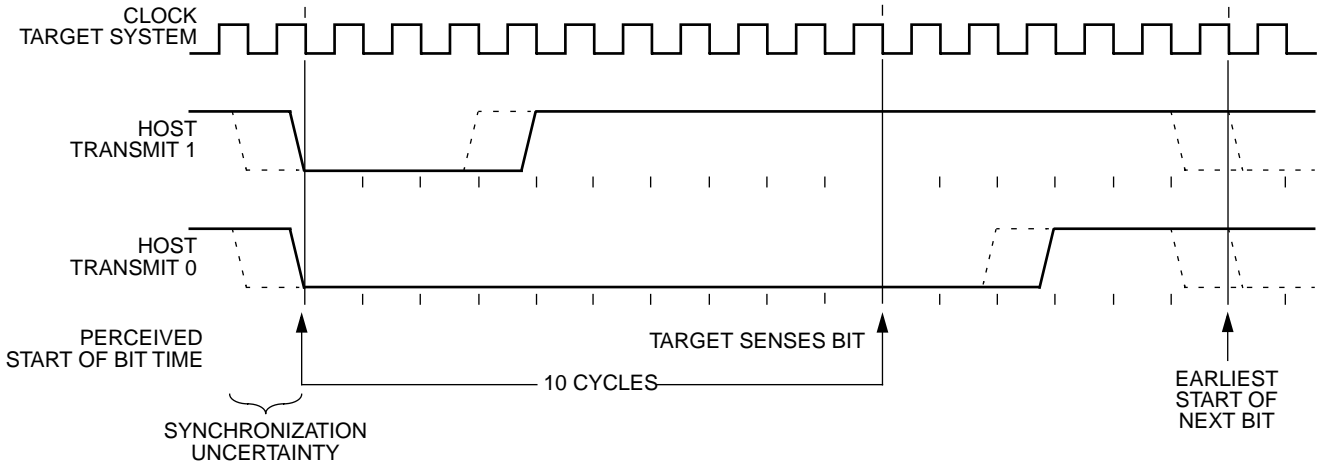 CLOCK
TARGET SYSTEM
HOST
TRANSMIT 1
HOST
TRANSMIT 0
PERCEIVED
START OF BIT TIME
TARGET SENSES BIT
10 CYCLES
SYNCHRONIZATION
UNCERTAINTY
EARLIEST
START OF
NEXT BIT